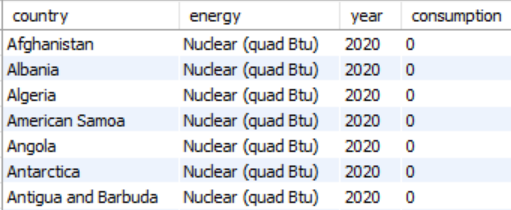 country energy year consumption
Afghanistan Nuclear (quad Btu) 2020 0
Albania Nuclear (quad Btu) 2020 0
Algeria Nuclear (quad Btu) 2020 0
American Samoa Nuclear (quad Btu) 2020 0
Angola Nuclear (quad Btu) 2020 0
Antarctica Nuclear (quad Btu) 2020 0
Antigua and Barbuda Nuclear (quad Btu) 2020 0